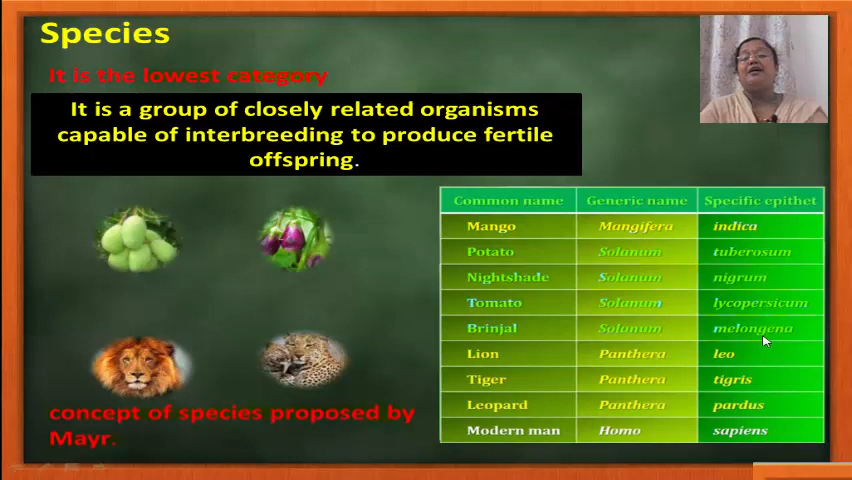 Species
It is the lowest category
It is a group of closely related organisms
capable of interbreeding to produce fertile
offspring.
Common name Generic name Specific epithet
Mango Mangifera indica
Potato Solanum tuberosum
Nightshade Solanum nigrum
Tomato Solanum lycopersicum
Brinjal Solanum melongena
Lion Panthera leo
Tiger Panthera tigris
Leopard Panthera pardus
Modern man Homo sapiens
concept of species proposed by
Mayr.